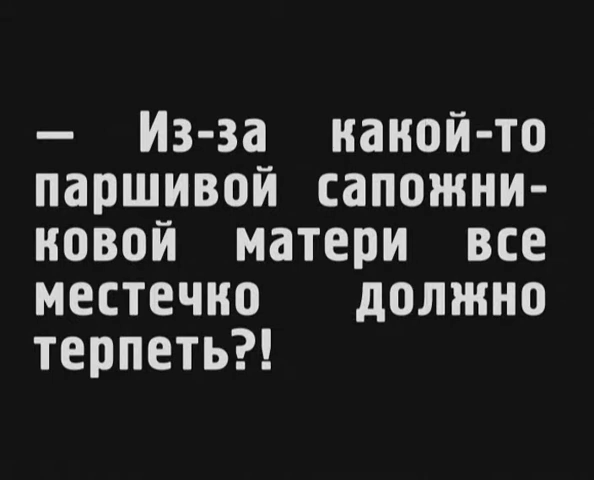 — Из-за какой-то
паршивой сапожни-
ковой матери все
местечко должно
терпеть?!